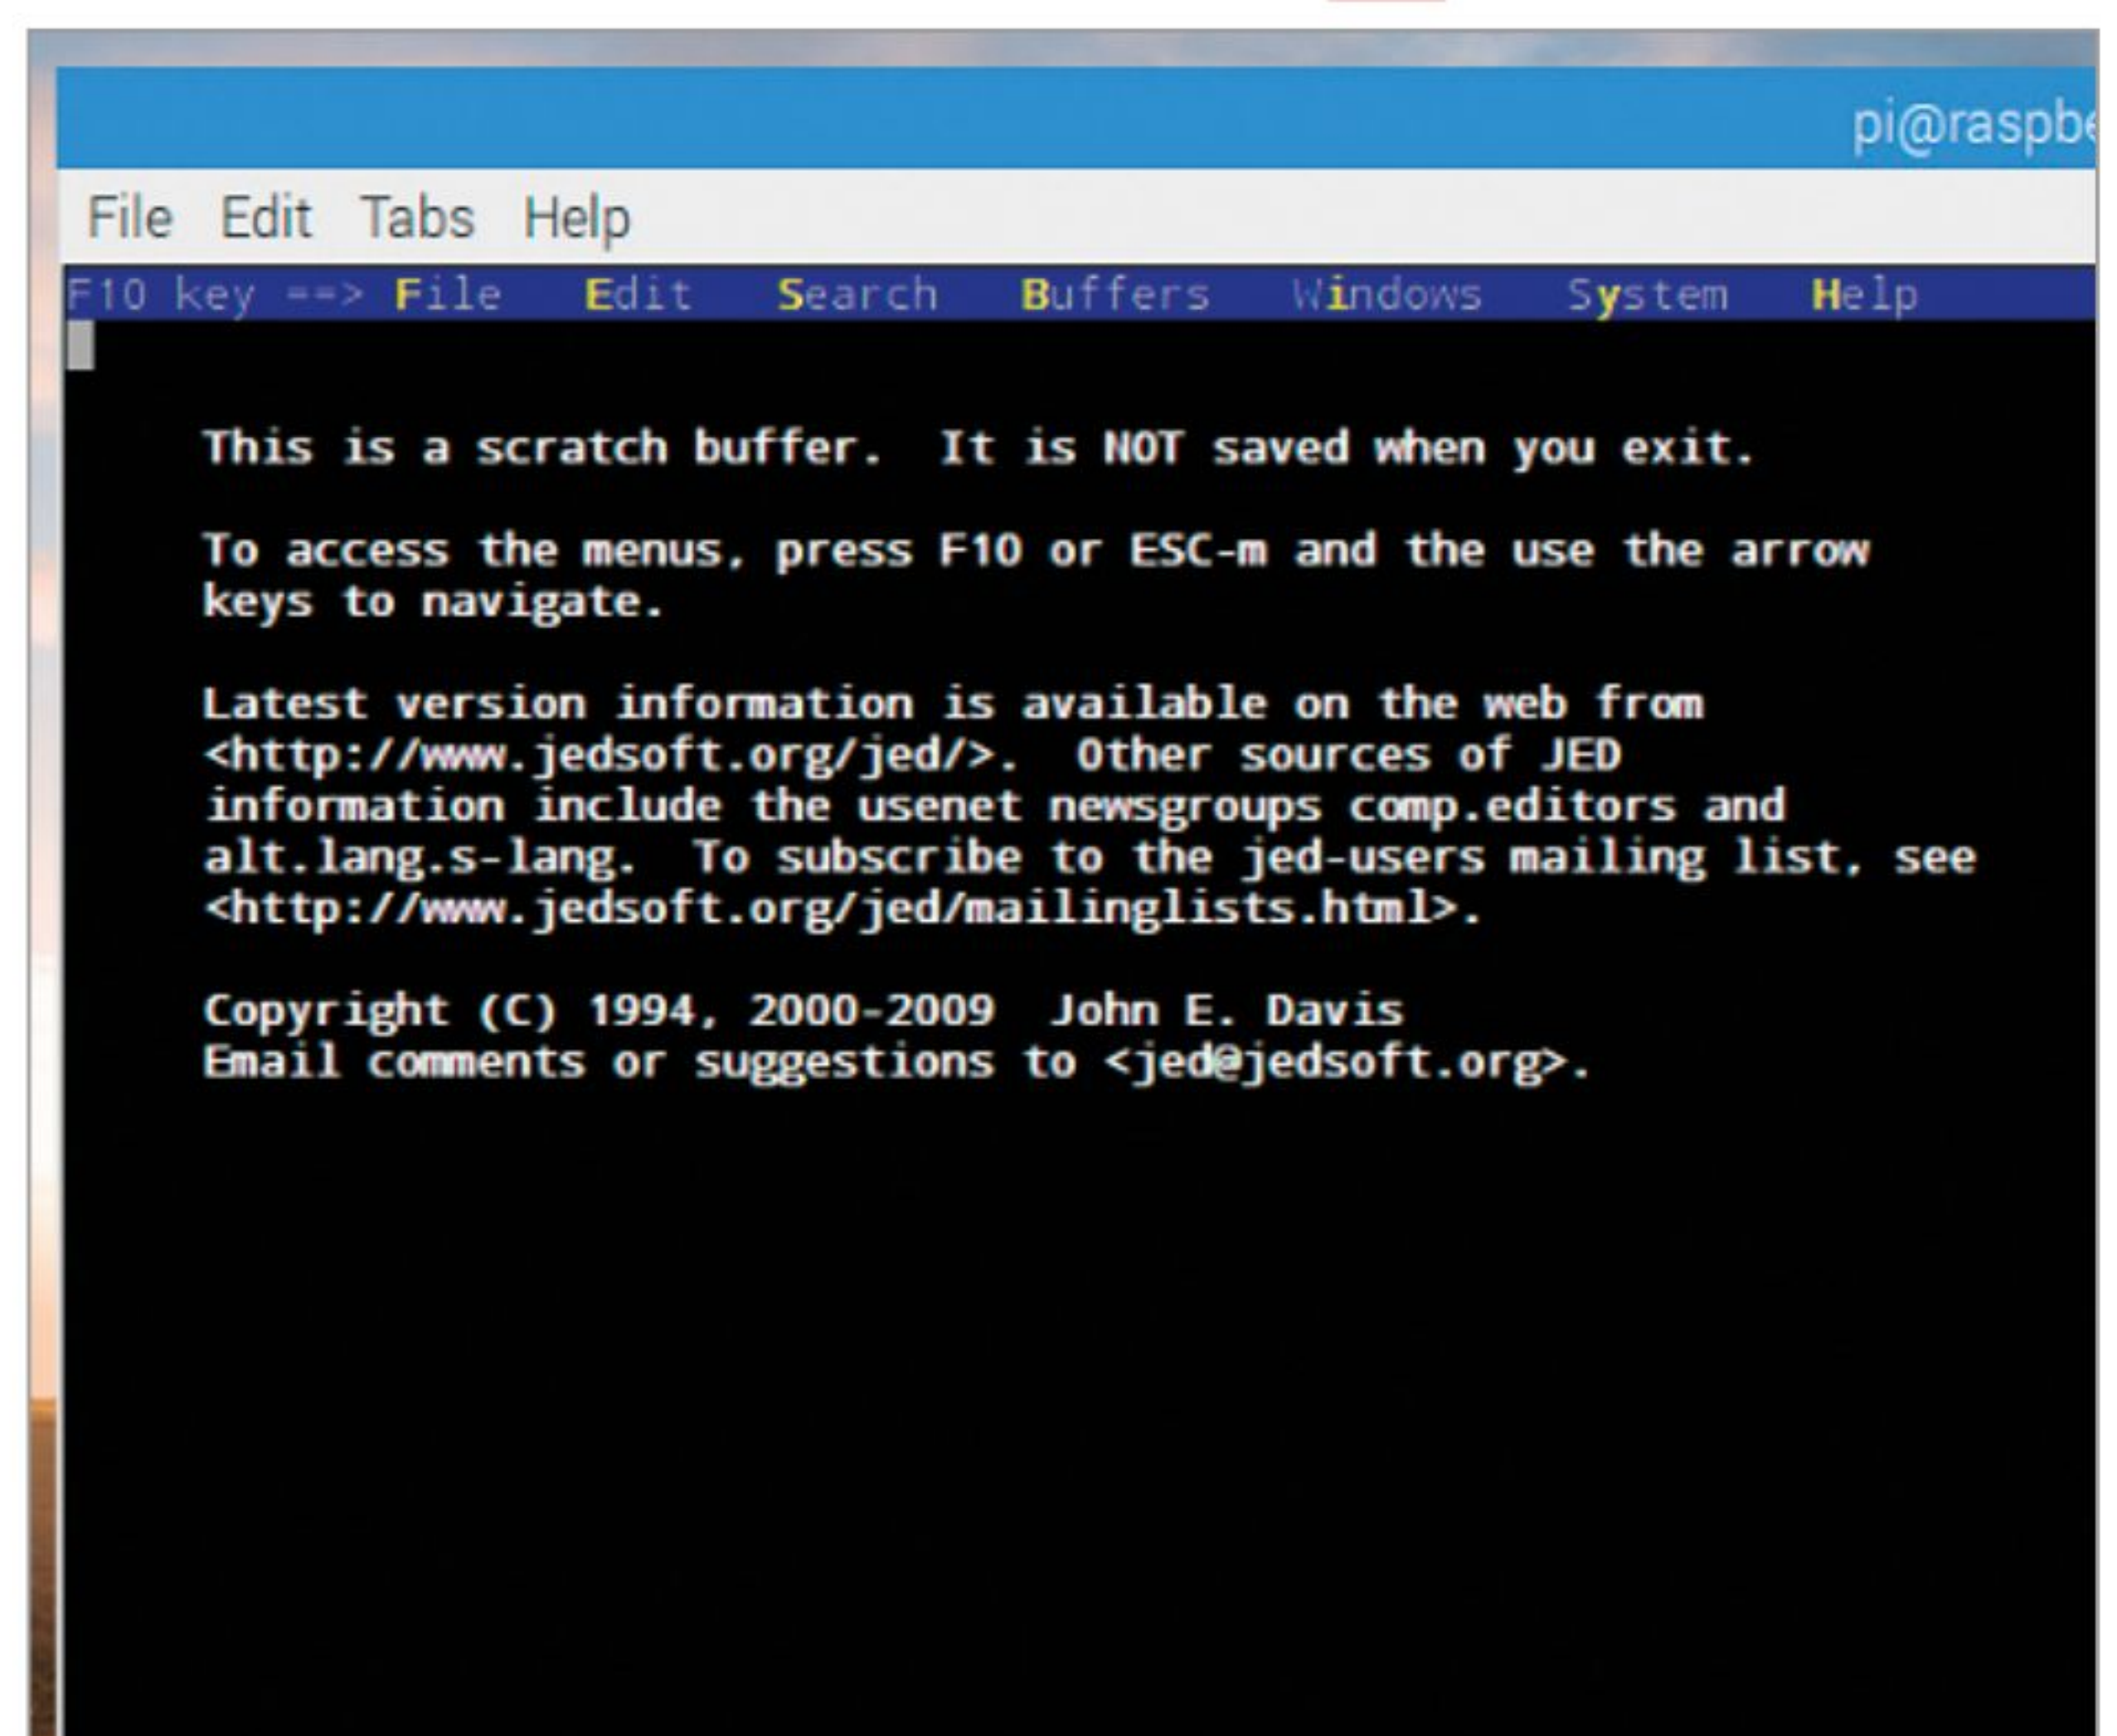 pi@raspbe
File Edit Tabs Help
F10 key ==> File Edit Search Buffers Windows System Help
This is a scratch buffer. It is NOT saved when you exit.
To access the menus, press F10 or ESC-m and the use the arrow
keys to navigate.
Latest version information is available on the web from
<http://www.jedsoft.org/jed/>. Other sources of JED
information include the usenet newsgroups comp.editors and
alt.lang.s-lang. To subscribe to the jed-users mailing list, see
<http://www.jedsoft.org/jed/mailinglists.html>.
Copyright (C) 1994, 2000-2009 John E. Davis
Email comments or suggestions to <jed@jedsoft.org>.